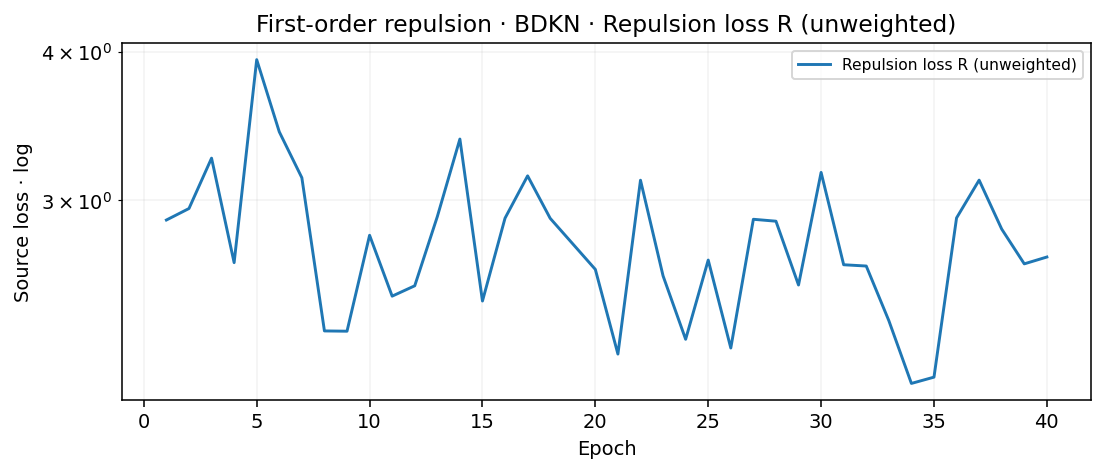 First-order repulsion · BDKN · Repulsion loss R (unweighted)
4 × 10⁰
3 × 10⁰
Source loss · log
Repulsion loss R (unweighted)
0 5 10 15 20 25 30 35 40
Epoch